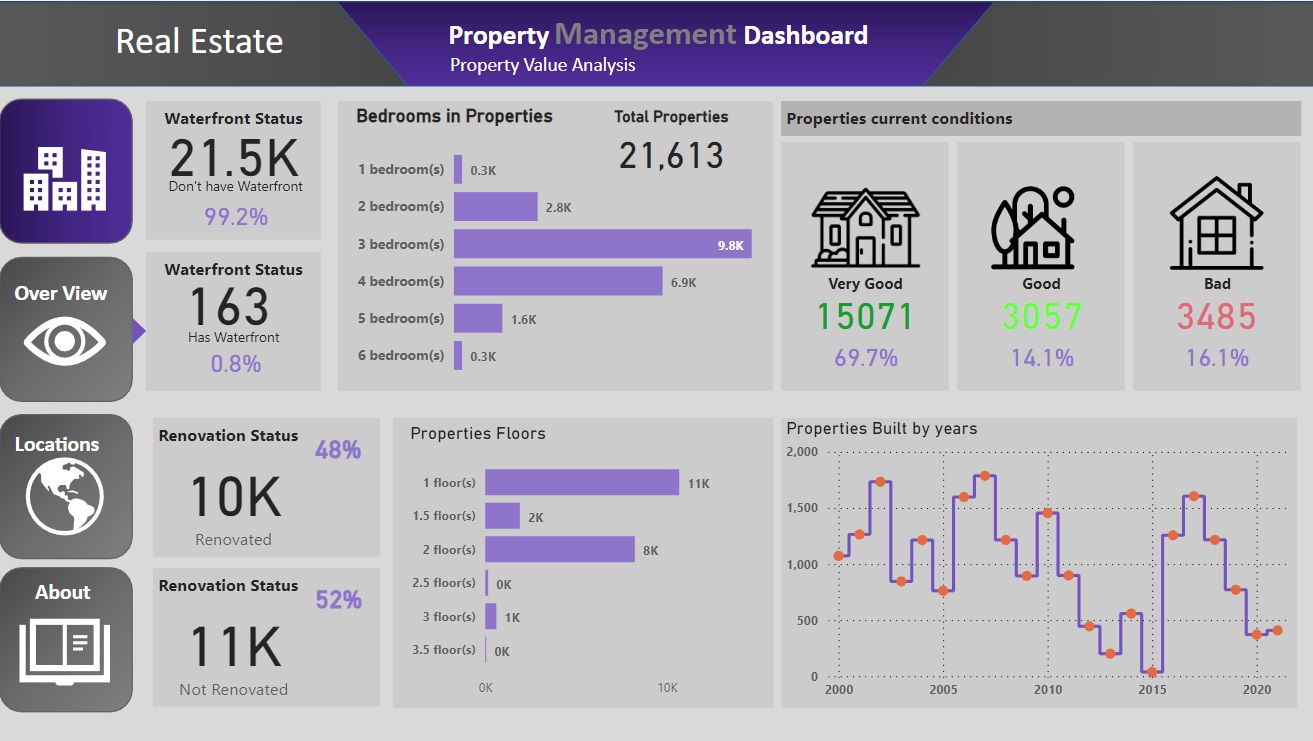 Real Estate
Property Management Dashboard
Property Value Analysis
Over View
Locations
About
Waterfront Status
21.5K
Don't have Waterfront
99.2%
Waterfront Status
163
Has Waterfront
0.8%
Bedrooms in Properties
Total Properties
21,613
1 bedroom(s) 0.3K
2 bedroom(s) 2.8K
3 bedroom(s) 9.8K
4 bedroom(s) 6.9K
5 bedroom(s) 1.6K
6 bedroom(s) 0.3K
Properties current conditions
Very Good
15071
69.7%
Good
3057
14.1%
Bad
3485
16.1%
Renovation Status
48%
10K
Renovated
Renovation Status
52%
11K
Not Renovated
Properties Floors
1 floor(s) 11K
1.5 floor(s) 2K
2 floor(s) 8K
2.5 floor(s) 0K
3 floor(s) 1K
3.5 floor(s) 0K
0K 10K
Properties Built by years
2,000
1,500
1,000
500
0
2000 2005 2010 2015 2020